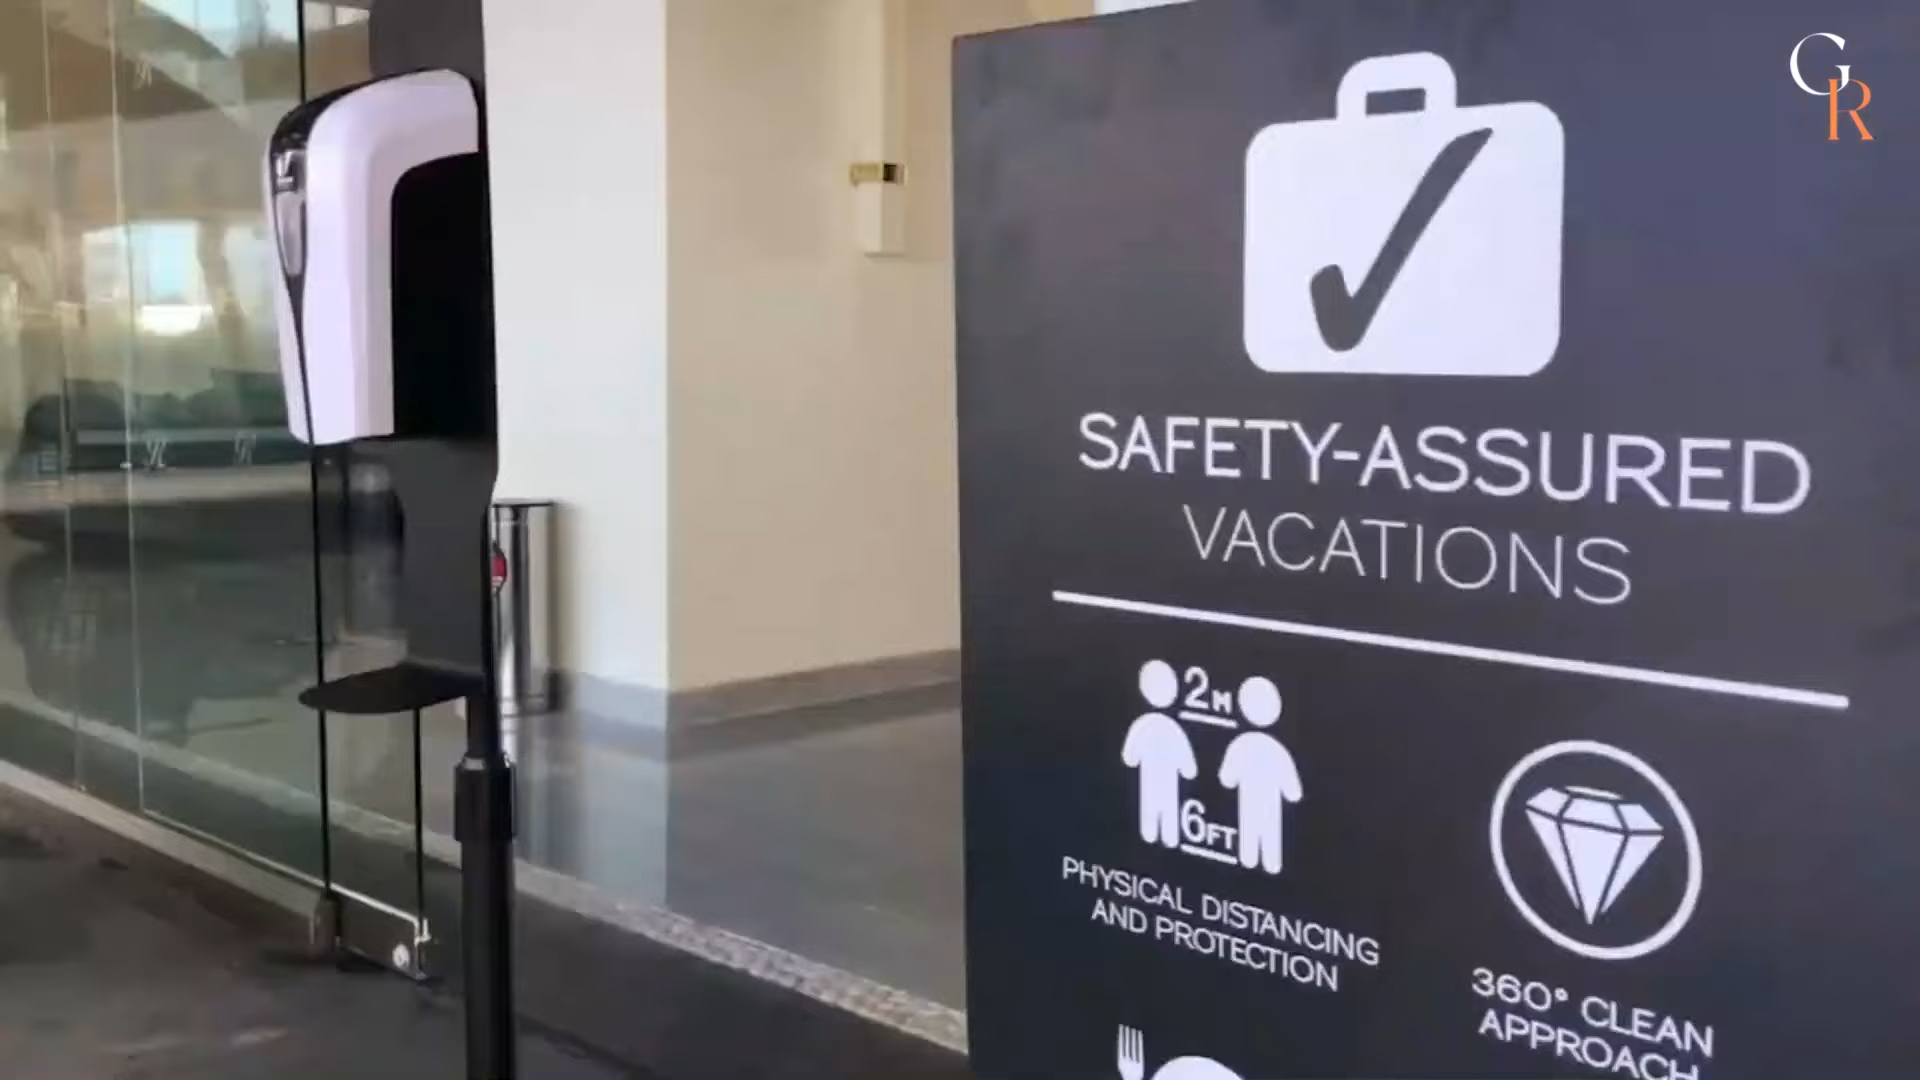 GR
SAFETY-ASSURED
VACATIONS
2M
6FT
PHYSICAL DISTANCING
AND PROTECTION
360° CLEAN
APPROACH